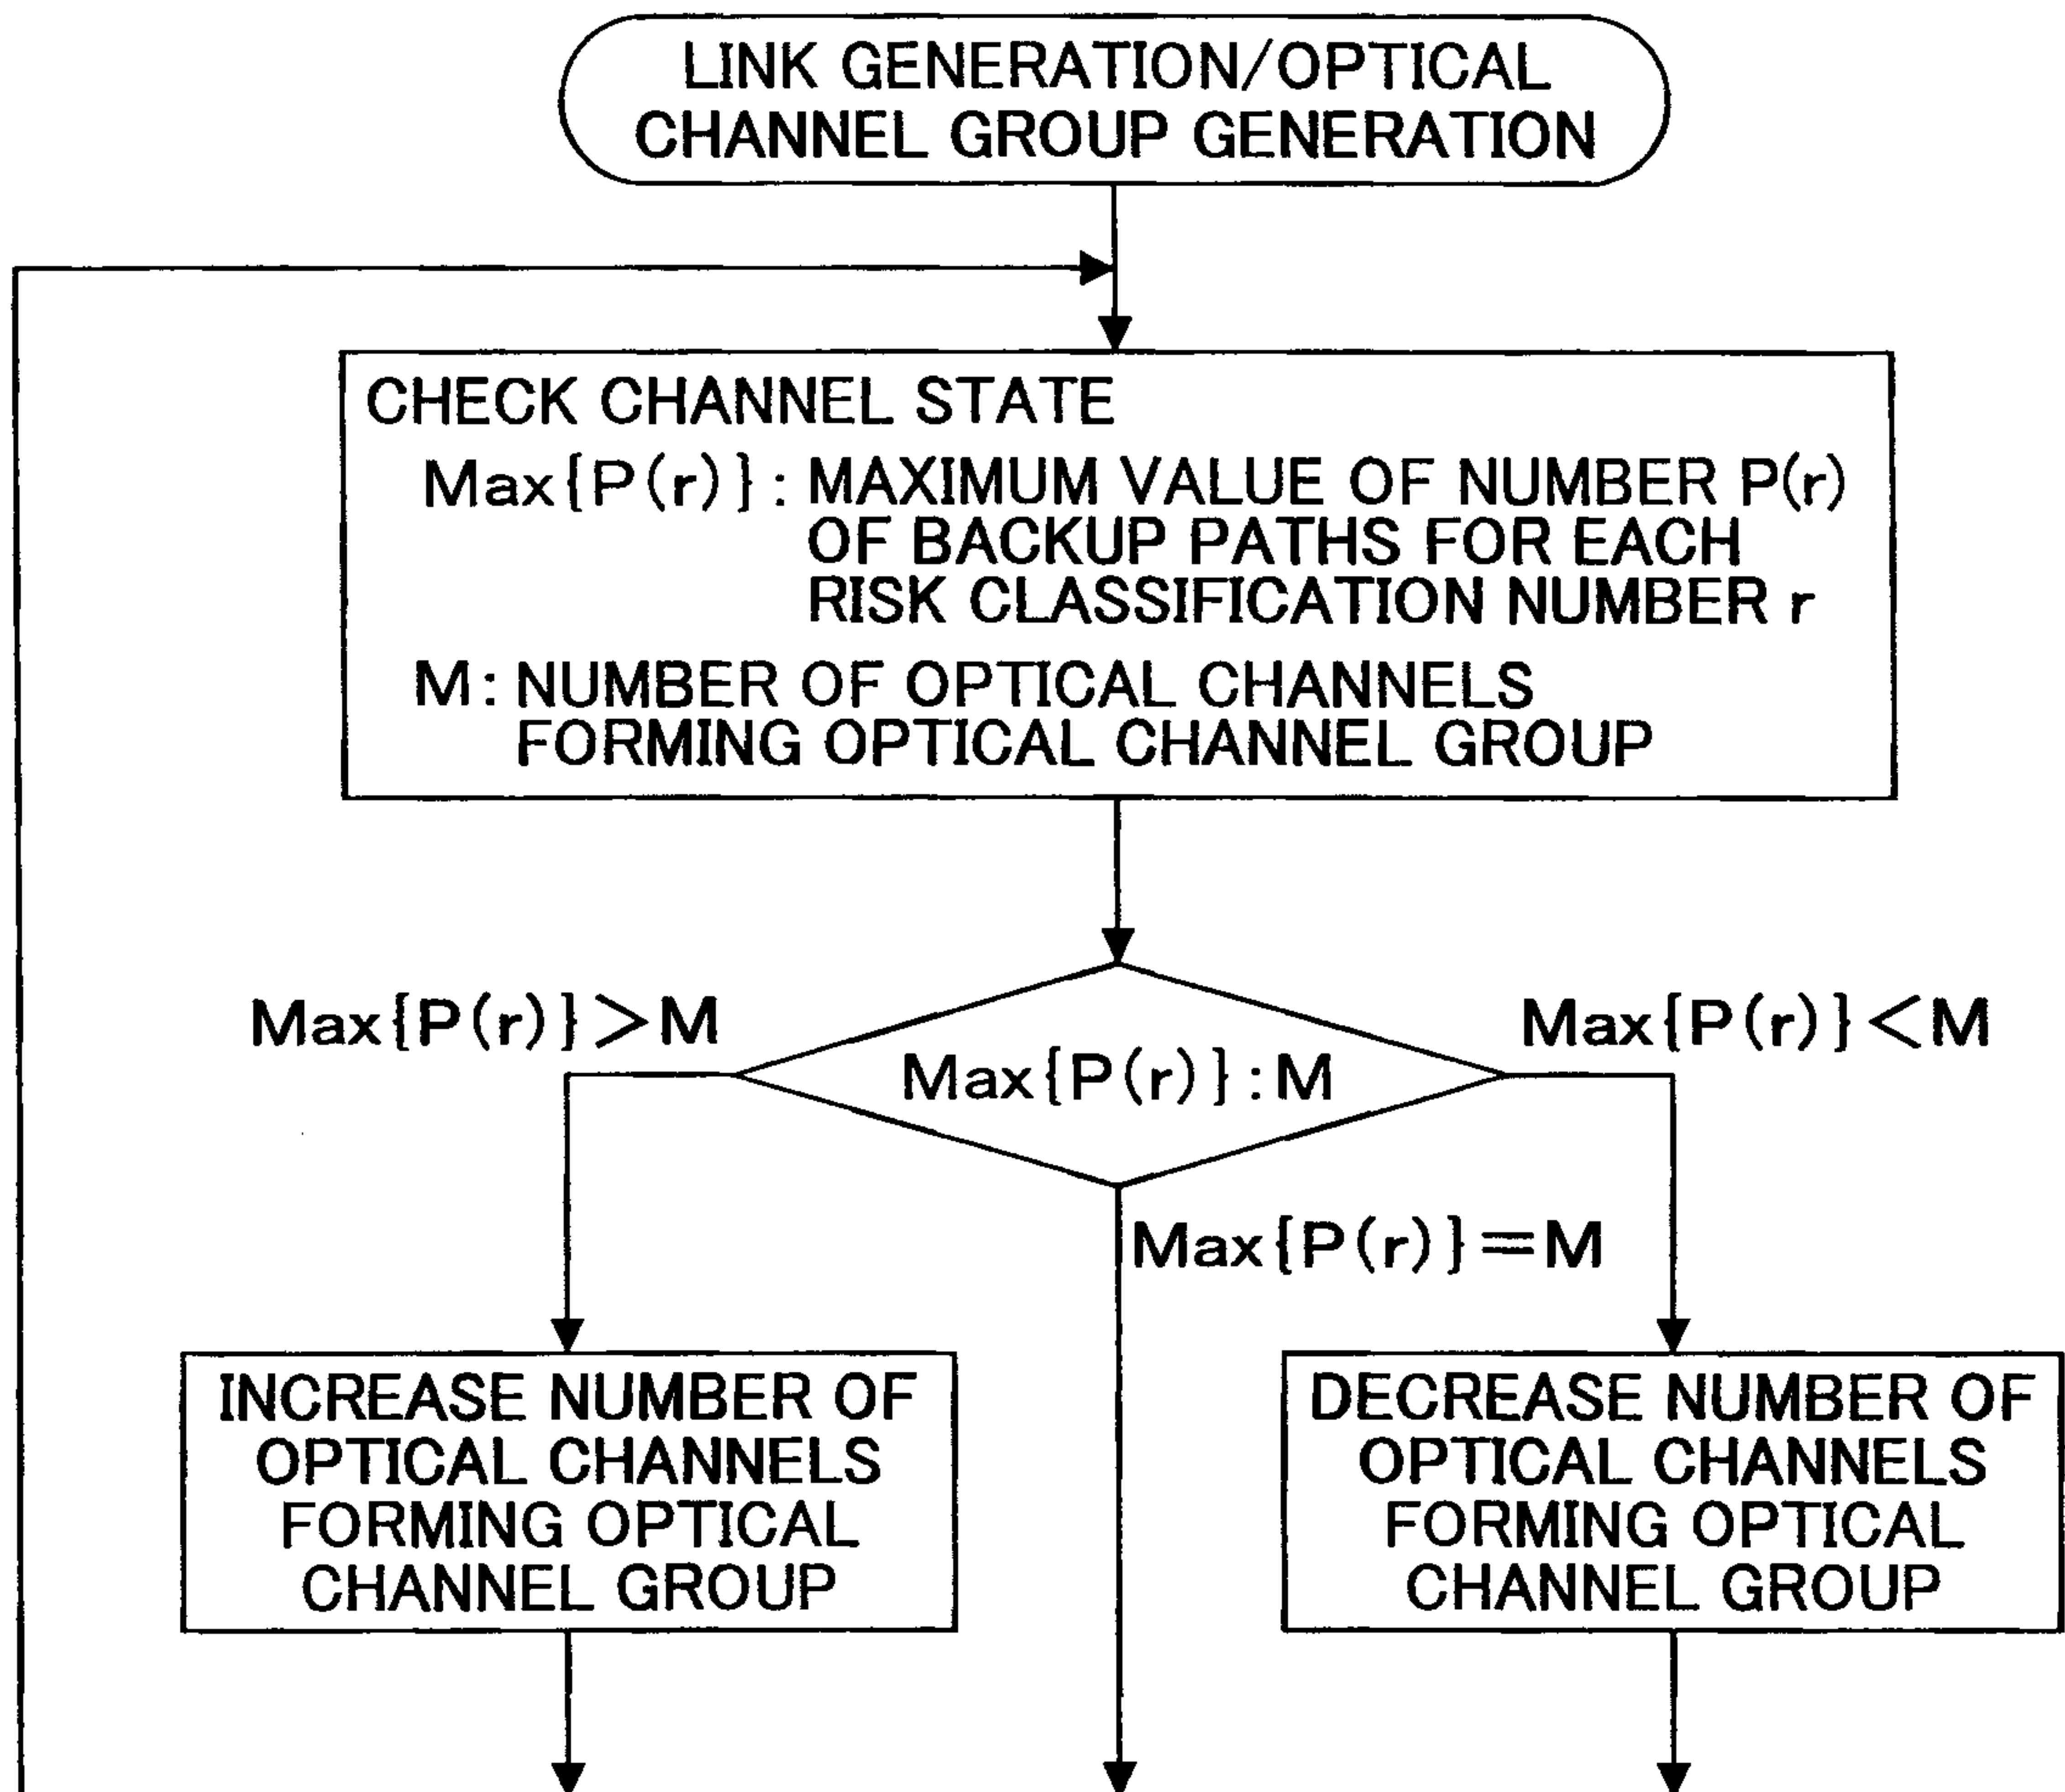 LINK GENERATION/OPTICAL
CHANNEL GROUP GENERATION
CHECK CHANNEL STATE
Max{P(r)}: MAXIMUM VALUE OF NUMBER P(r)
OF BACKUP PATHS FOR EACH
RISK CLASSIFICATION NUMBER r
M: NUMBER OF OPTICAL CHANNELS
FORMING OPTICAL CHANNEL GROUP
Max{P(r)}>M
Max{P(r)}<M
Max{P(r)}:M
Max{P(r)}=M
INCREASE NUMBER OF
OPTICAL CHANNELS
FORMING OPTICAL
CHANNEL GROUP
DECREASE NUMBER OF
OPTICAL CHANNELS
FORMING OPTICAL
CHANNEL GROUP